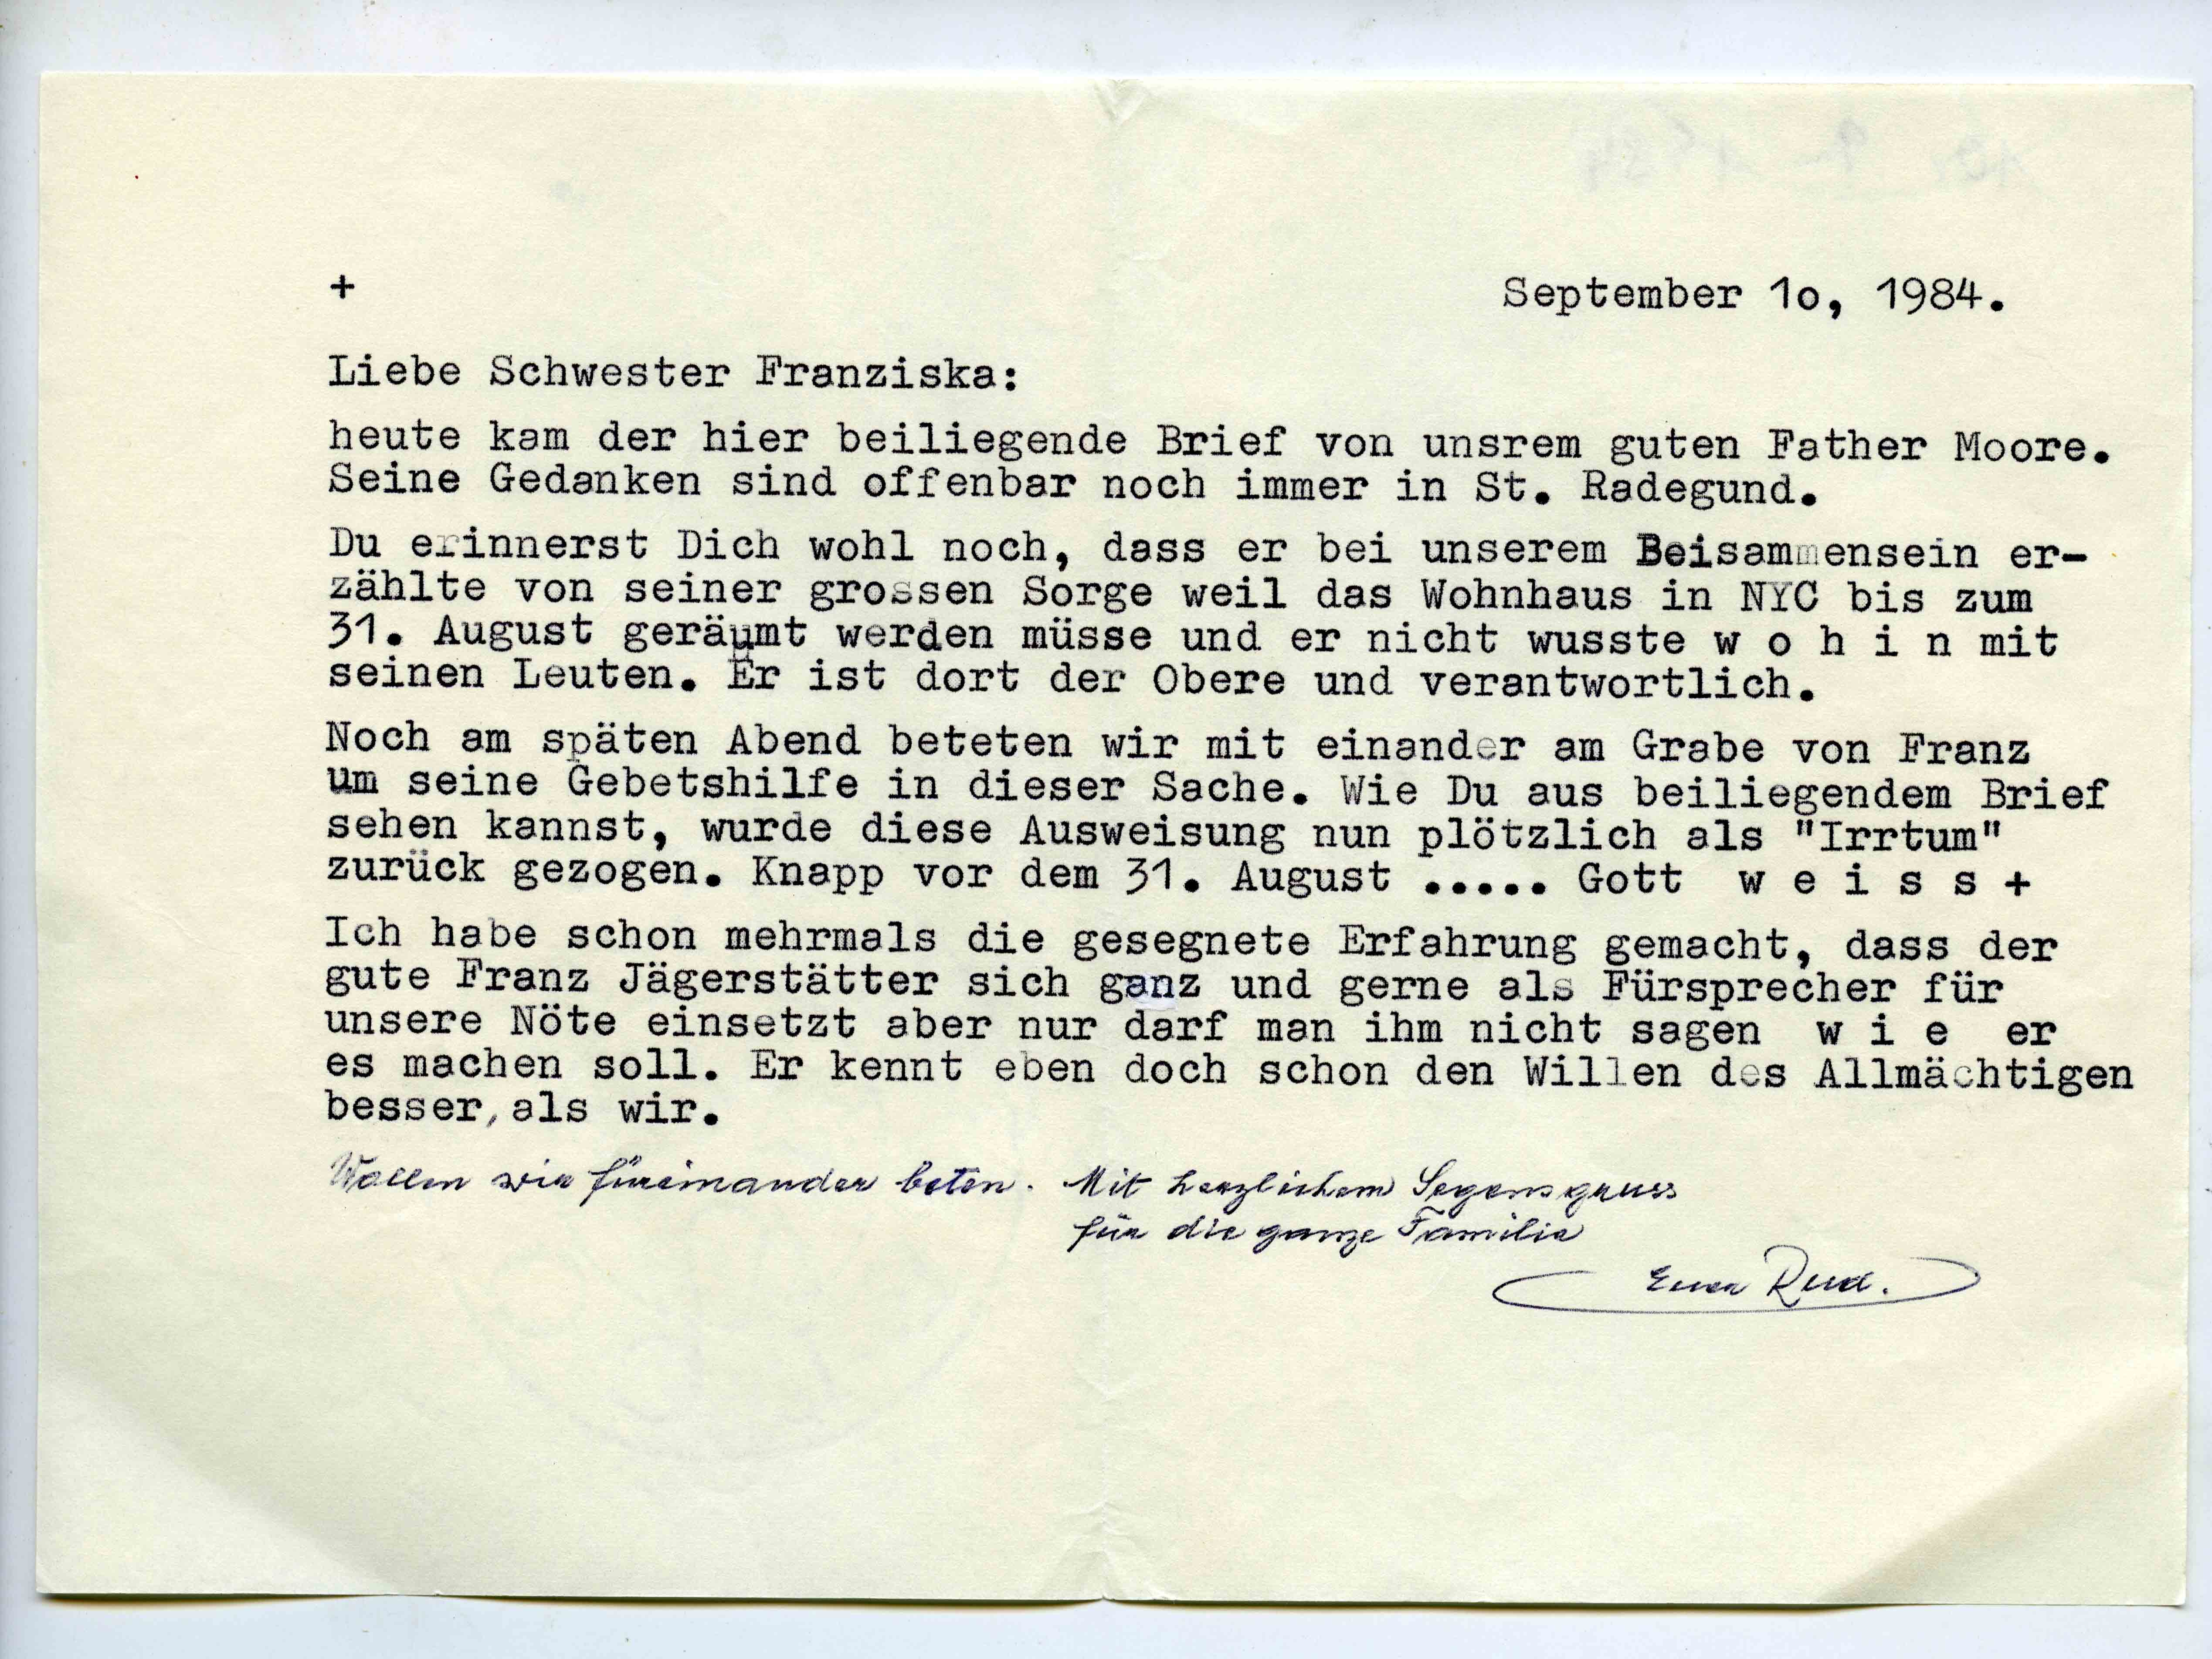 + September 1o, 1984.
Liebe Schwester Franziska:
heute kam der hier beiliegende Brief von unsrem guten Father Moore.
Seine Gedanken sind offenbar noch immer in St. Radegund.
Du erinnerst Dich wohl noch, dass er bei unserem Beisammensein er-
zählte von seiner grossen Sorge weil das Wohnhaus in NYC bis zum
31. August geräumt werden müsse und er nicht wusste w o h i n mit
seinen Leuten. Er ist dort der Obere und verantwortlich.
Noch am späten Abend beteten wir mit einander am Grabe von Franz
um seine Gebetshilfe in dieser Sache. Wie Du aus beiliegendem Brief
sehen kannst, wurde diese Ausweisung nun plötzlich als "Irrtum"
zurück gezogen. Knapp vor dem 31. August ..... Gott w e i s s +
Ich habe schon mehrmals die gesegnete Erfahrung gemacht, dass der
gute Franz Jägerstätter sich ganz und gerne als Fürsprecher für
unsere Nöte einsetzt aber nur darf man ihm nicht sagen w i e er
es machen soll. Er kennt eben doch schon den Willen des Allmächtigen
besser, als wir.
Wollen wir füreinander beten. Mit herzlichem Segensgruss
für die ganze Familie
Euer